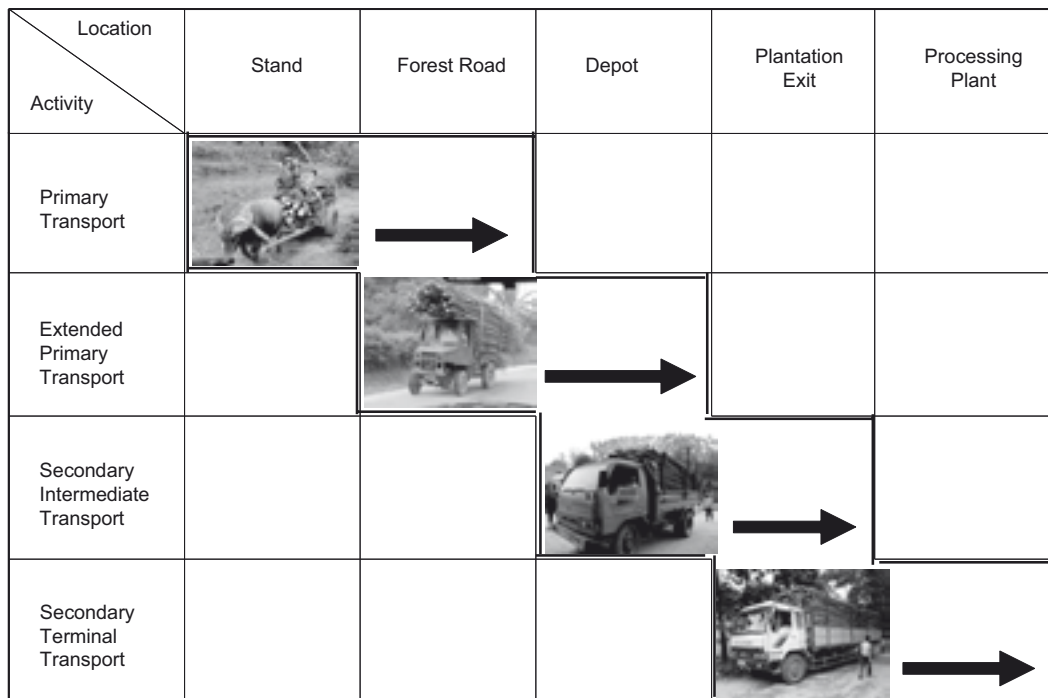 Location
Activity
Stand
Forest Road
Depot
Plantation
Exit
Processing
Plant
Primary
Transport
Extended
Primary
Transport
Secondary
Intermediate
Transport
Secondary
Terminal
Transport